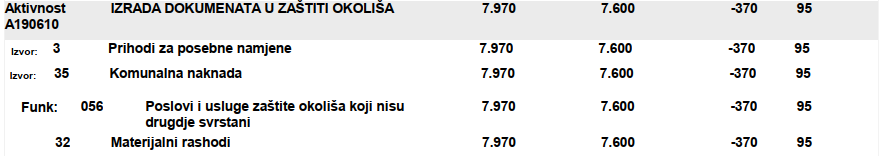 Aktivnost IZRADA DOKUMENATA U ZAŠTITI OKOLIŠA 7.970 7.600 -370 95
A190610
Izvor: 3 Prihodi za posebne namjene 7.970 7.600 -370 95
Izvor: 35 Komunalna naknada 7.970 7.600 -370 95
Funk: 056 Poslovi i usluge zaštite okoliša koji nisu 7.970 7.600 -370 95
drugdje svrstani
32 Materijalni rashodi 7.970 7.600 -370 95